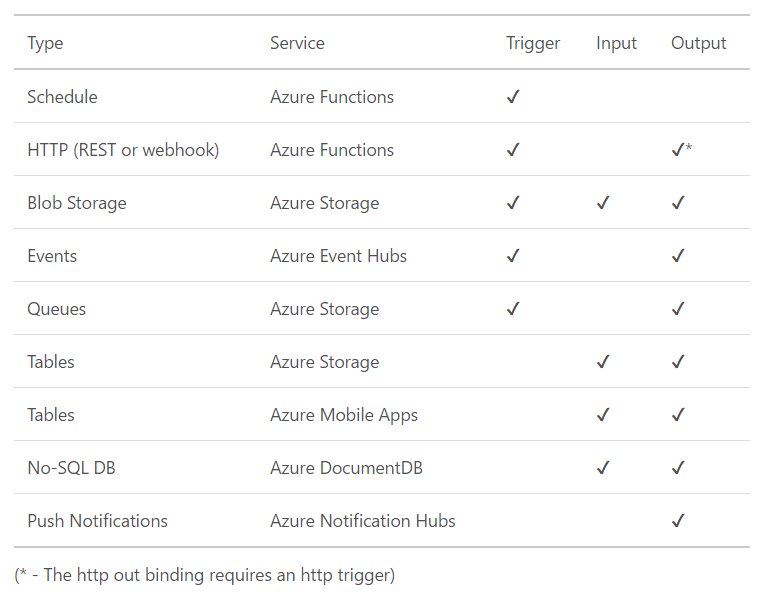 Type Service Trigger Input Output
Schedule Azure Functions ✓
HTTP (REST or webhook) Azure Functions ✓ ✓*
Blob Storage Azure Storage ✓ ✓ ✓
Events Azure Event Hubs ✓ ✓
Queues Azure Storage ✓ ✓
Tables Azure Storage ✓ ✓
Tables Azure Mobile Apps ✓ ✓
No-SQL DB Azure DocumentDB ✓ ✓
Push Notifications Azure Notification Hubs ✓
(* - The http out binding requires an http trigger)